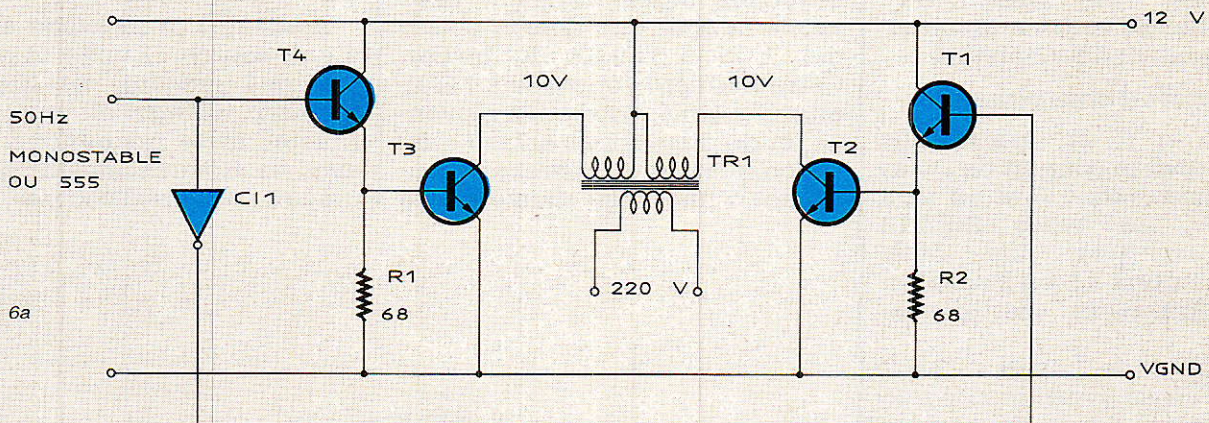 12 V
T4
T1
10V
10V
50Hz
MONOSTABLE
OU 555
T3
TR1
T2
CI1
R1
68
220 V
R2
68
6a
VGND